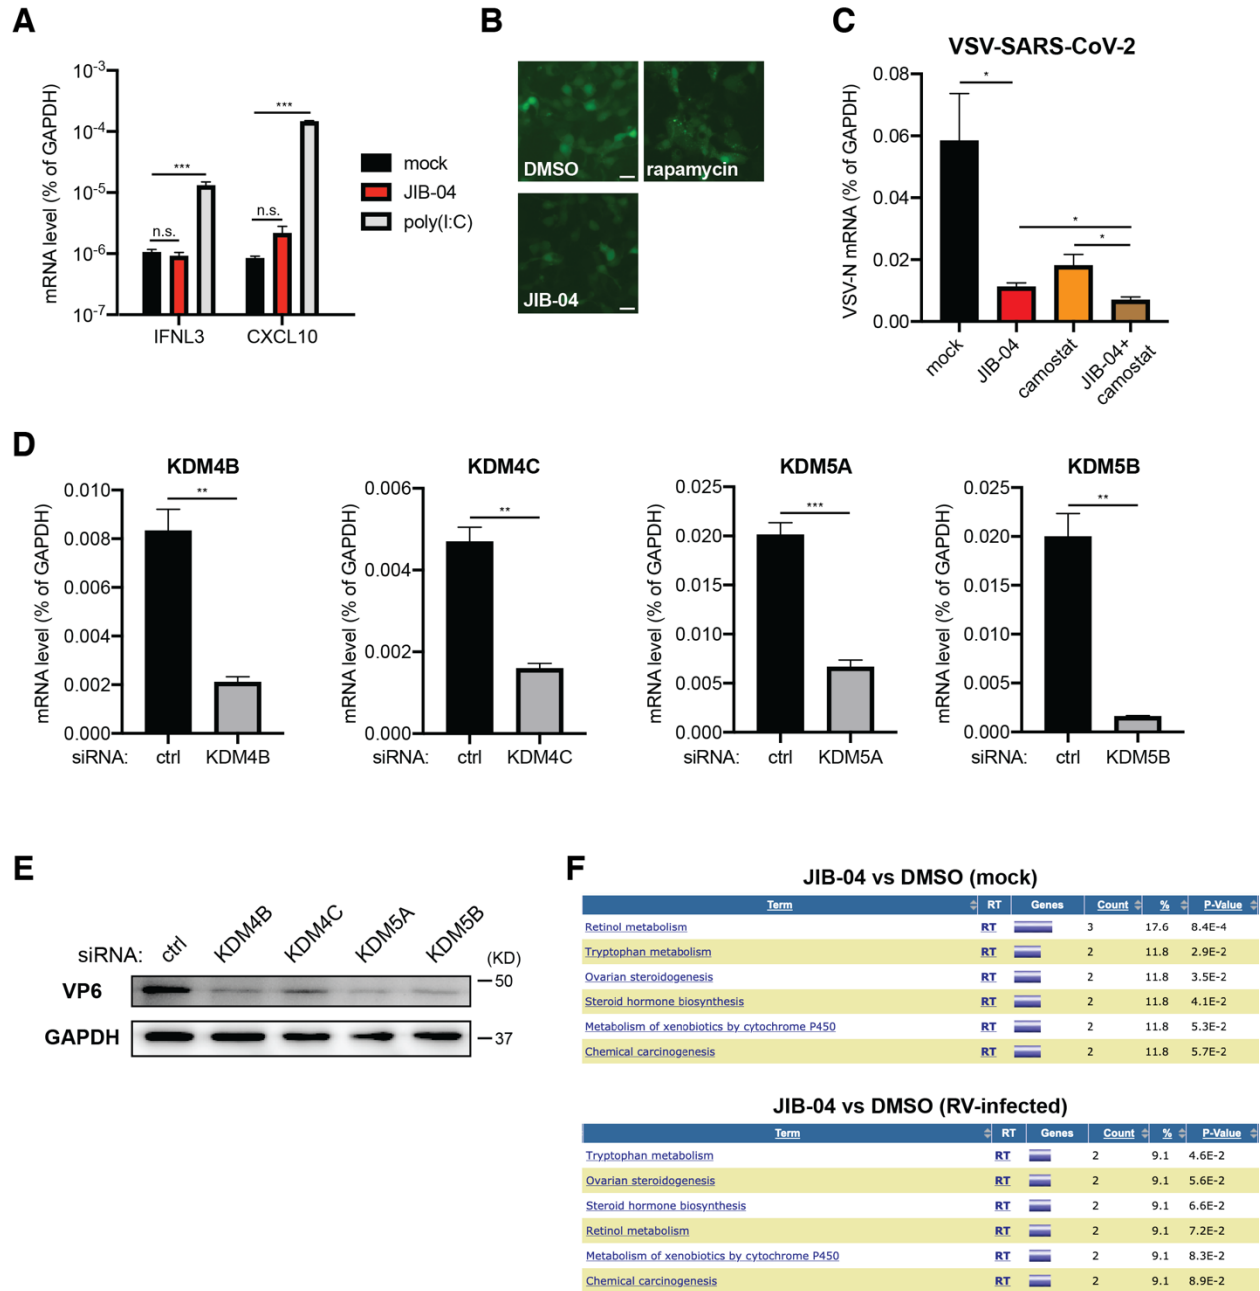 A
mRNA level (% of GAPDH)
10-3
10-4
10-5
10-6
10-7
***
n.s.
***
n.s.
IFNL3
CXCL10
mock
JIB-04
poly(I:C)
B
DMSO
rapamycin
JIB-04
C
VSV-SARS-CoV-2
VSV-N mRNA (% of GAPDH)
0.08
0.06
0.04
0.02
0.00
*
*
*
mock
JIB-04
camostat
JIB-04+
camostat
D
KDM4B
mRNA level (% of GAPDH)
0.010
0.008
0.006
0.004
0.002
0.000
**
siRNA: ctrl KDM4B
KDM4C
mRNA level (% of GAPDH)
0.006
0.004
0.002
0.000
**
siRNA: ctrl KDM4C
KDM5A
mRNA level (% of GAPDH)
0.025
0.020
0.015
0.010
0.005
0.000
***
siRNA: ctrl KDM5A
KDM5B
mRNA level (% of GAPDH)
0.025
0.020
0.015
0.010
0.005
0.000
**
siRNA: ctrl KDM5B
E
siRNA: ctrl KDM4B KDM4C KDM5A KDM5B (KD)
VP6 50
GAPDH 37
F
JIB-04 vs DMSO (mock)
Term RT Genes Count % P-Value
Retinol metabolism RT 3 17.6 8.4E-4
Tryptophan metabolism RT 2 11.8 2.9E-2
Ovarian steroidogenesis RT 2 11.8 3.5E-2
Steroid hormone biosynthesis RT 2 11.8 4.1E-2
Metabolism of xenobiotics by cytochrome P450 RT 2 11.8 5.3E-2
Chemical carcinogenesis RT 2 11.8 5.7E-2
JIB-04 vs DMSO (RV-infected)
Term RT Genes Count % P-Value
Tryptophan metabolism RT 2 9.1 4.6E-2
Ovarian steroidogenesis RT 2 9.1 5.6E-2
Steroid hormone biosynthesis RT 2 9.1 6.6E-2
Retinol metabolism RT 2 9.1 7.2E-2
Metabolism of xenobiotics by cytochrome P450 RT 2 9.1 8.3E-2
Chemical carcinogenesis RT 2 9.1 8.9E-2